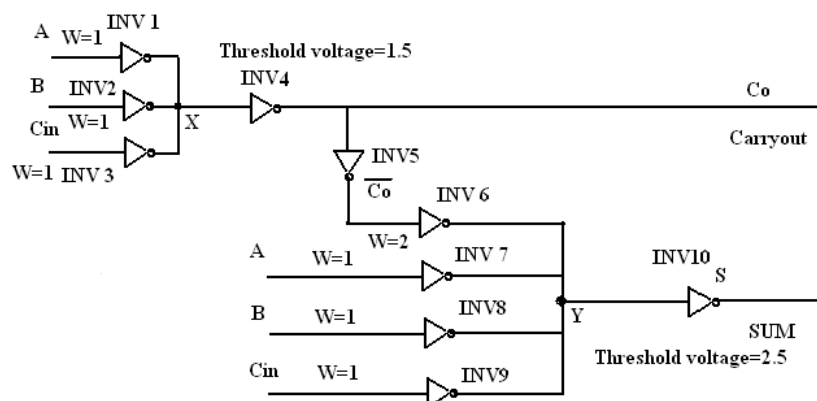 INV 1
A
W=1
Threshold voltage=1.5
INV4
B
INV2
W=1
X
Co
Cin
Carryout
W=1
INV 3
INV5
Co
INV 6
W=2
A
W=1
INV 7
INV10
S
B
W=1
INV8
Y
SUM
Threshold voltage=2.5
Cin
W=1
INV9